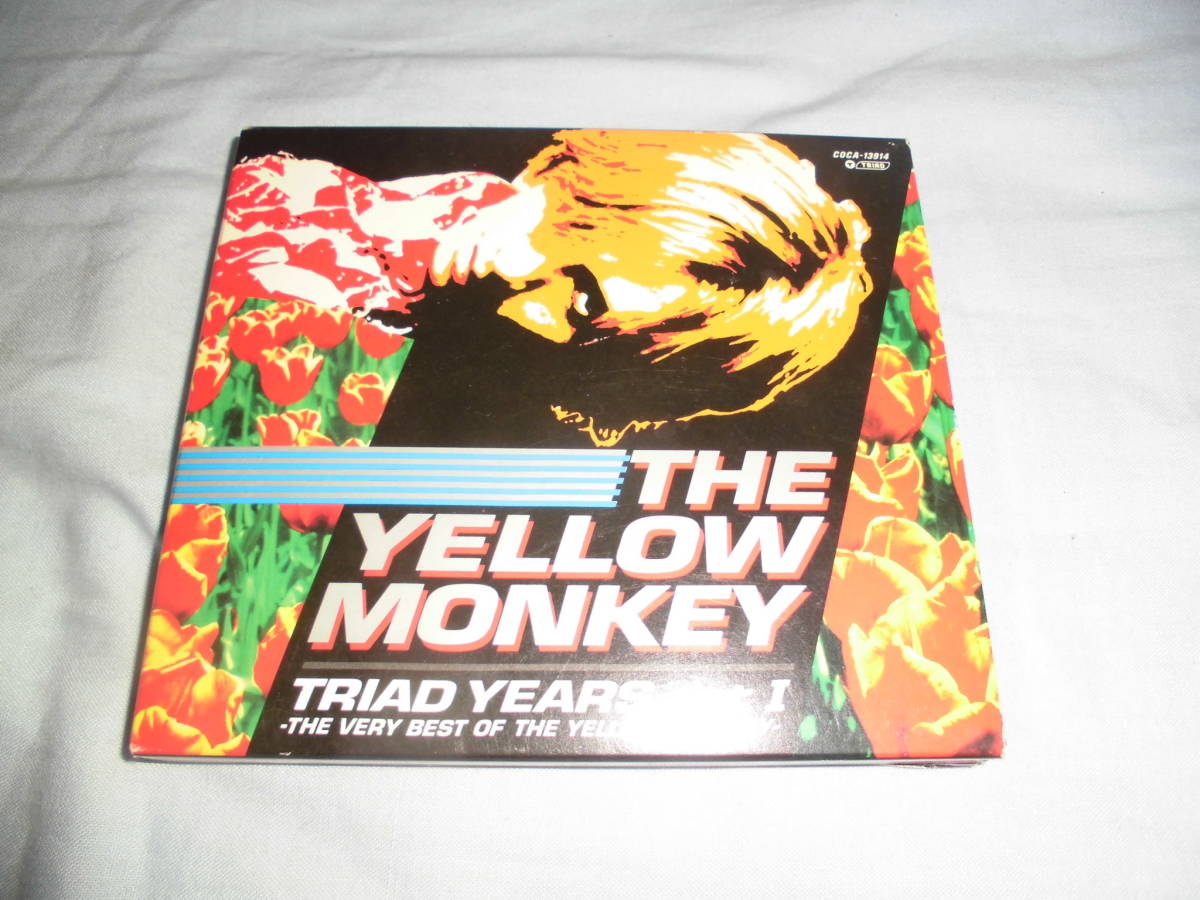 COCA-13914
TRIAD
THE
YELLOW
MONKEY
TRIAD YEARS I
-THE VERY BEST OF THE